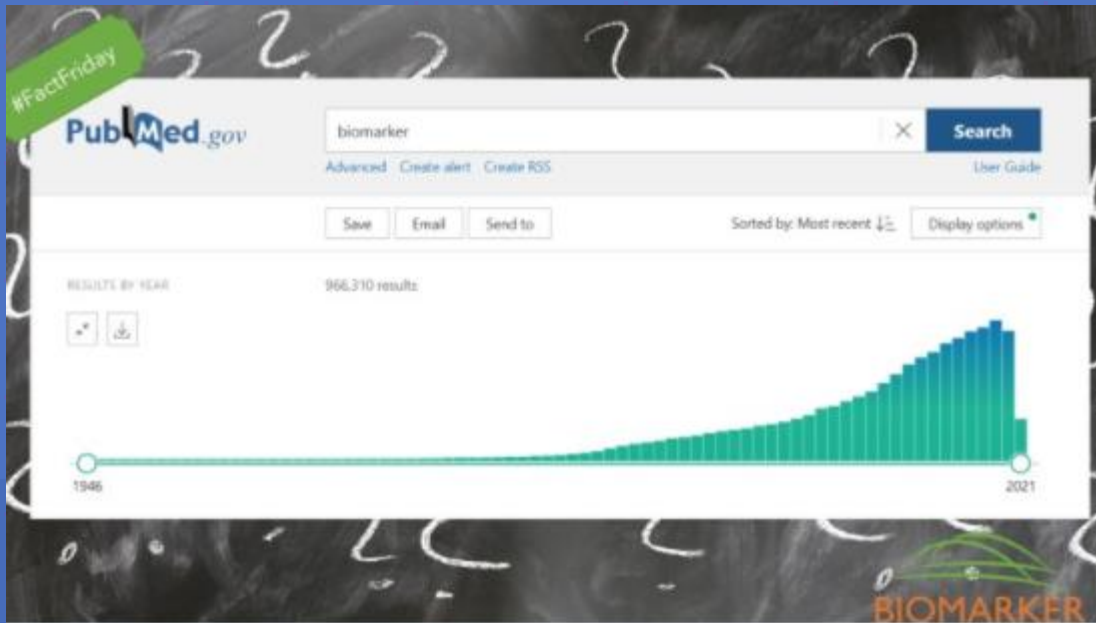 #FactFriday
PubMed.gov
biomarker
Search
Advanced Create alert Create RSS
User Guide
Save Email Send to
Sorted by: Most recent
Display options
RESULTS BY YEAR
966,310 results
1946
2021
BIOMARKER